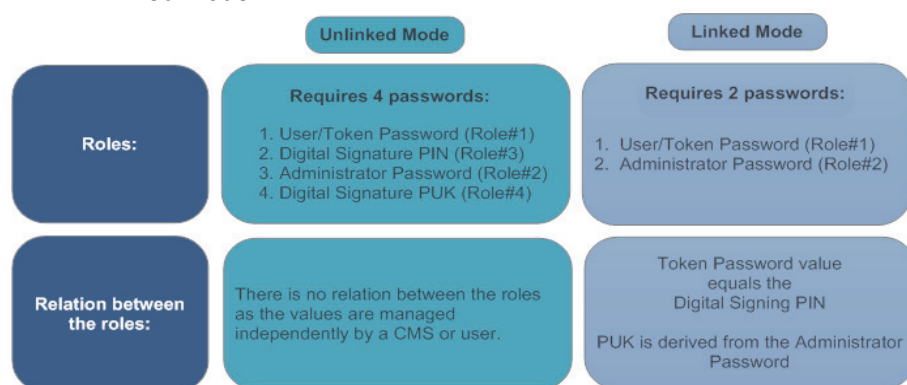 Unlinked Mode
Linked Mode
Roles:
Requires 4 passwords:
1. User/Token Password (Role#1)
2. Digital Signature PIN (Role#3)
3. Administrator Password (Role#2)
4. Digital Signature PUK (Role#4)
Requires 2 passwords:
1. User/Token Password (Role#1)
2. Administrator Password (Role#2)
Relation between
the roles:
There is no relation between the roles
as the values are managed
independently by a CMS or user.
Token Password value
equals the
Digital Signing PIN
PUK is derived from the Administrator
Password